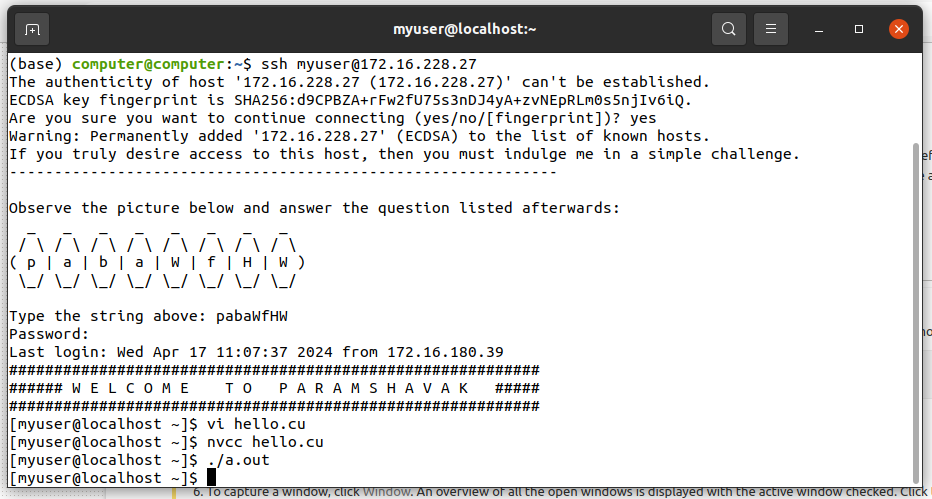 myuser@localhost:~
(base) computer@computer:~$ ssh myuser@172.16.228.27
The authenticity of host '172.16.228.27 (172.16.228.27)' can't be established.
ECDSA key fingerprint is SHA256:d9CPBZA+rFw2fU75s3nDJ4yA+zvNEpRLm0s5njIv6iQ.
Are you sure you want to continue connecting (yes/no/[fingerprint])? yes
Warning: Permanently added '172.16.228.27' (ECDSA) to the list of known hosts.
If you truly desire access to this host, then you must indulge me in a simple challenge.
-------------------------------------------------------------
Observe the picture below and answer the question listed afterwards:
  _   _   _   _   _   _   _   _
 / \ / \ / \ / \ / \ / \ / \ / \
( p | a | b | a | W | f | H | W )
 \_/ \_/ \_/ \_/ \_/ \_/ \_/ \_/
Type the string above: pabaWfHW
Password:
Last login: Wed Apr 17 11:07:37 2024 from 172.16.180.39
###########################################################
###### W E L C O M E    T O   P A R A M S H A V A K   #####
###########################################################
[myuser@localhost ~]$ vi hello.cu
[myuser@localhost ~]$ nvcc hello.cu
[myuser@localhost ~]$ ./a.out
[myuser@localhost ~]$
6. To capture a window, click Window. An overview of all the open windows is displayed with the active window checked. Click